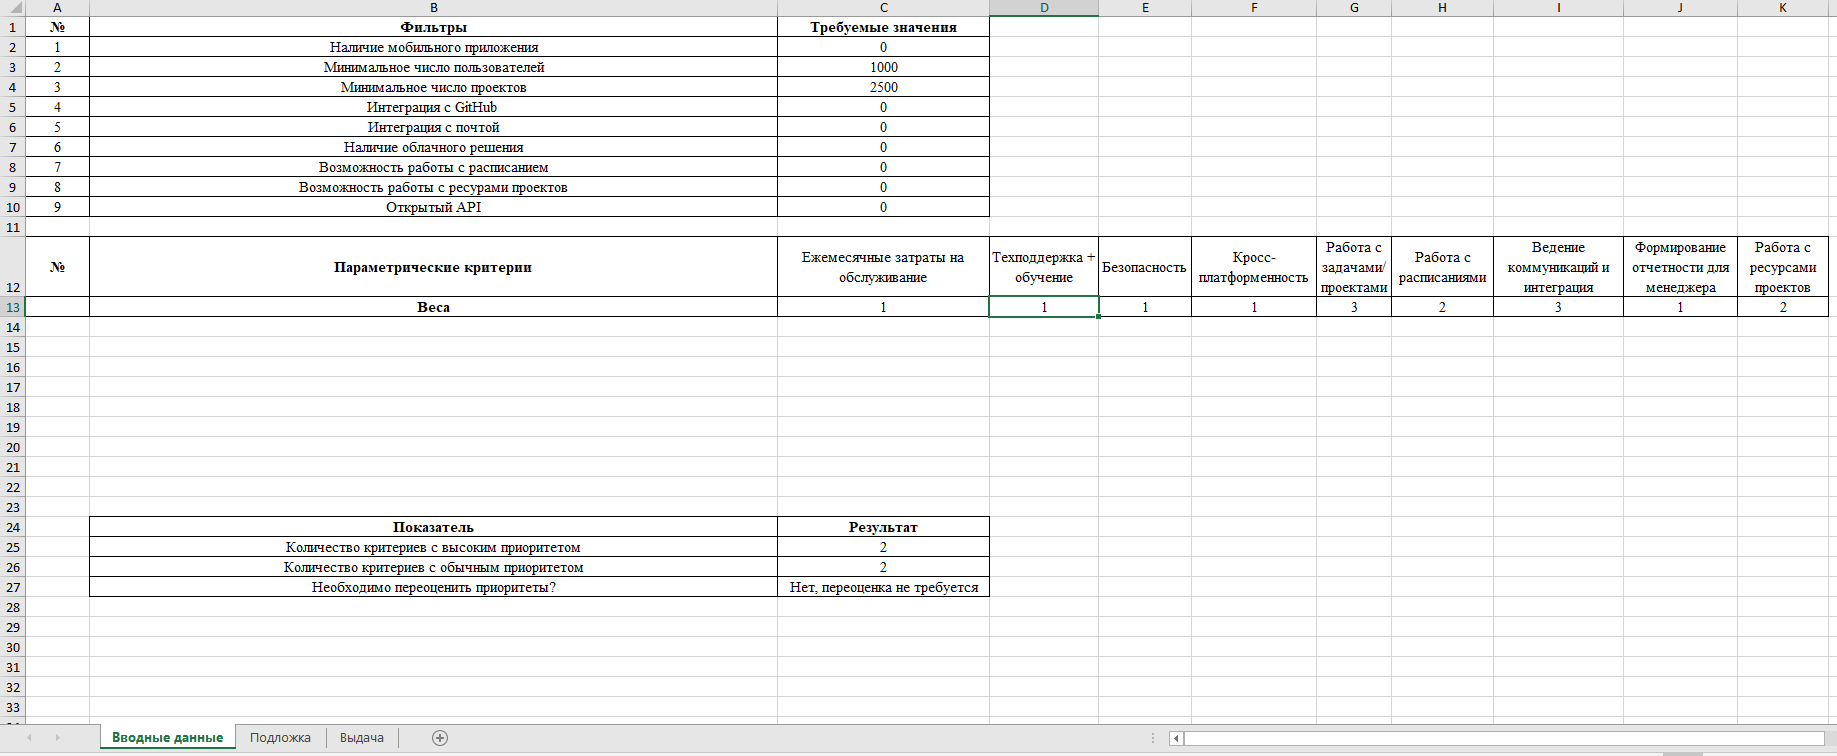 A B C D E F G H I J K
1 № Фильтры Требуемые значения
2 1 Наличие мобильного приложения 0
3 2 Минимальное число пользователей 1000
4 3 Минимальное число проектов 2500
5 4 Интеграция с GitHub 0
6 5 Интеграция с почтой 0
7 6 Наличие облачного решения 0
8 7 Возможность работы с расписанием 0
9 8 Возможность работы с ресурами проектов 0
10 9 Открытый API 0
11
12 № Параметрические критерии
Ежемесячные затраты на
обслуживание
Техподдержка +
обучение
Безопасность
Кросс-
платформенность
Работа с
задачами/
проектами
Работа с
расписаниями
Ведение
коммуникаций и
интеграция
Формирование
отчетности для
менеджера
Работа с
ресурсами
проектов
13 Веса 1 1 1 1 3 2 3 1 2
14
15
16
17
18
19
20
21
22
23
24 Показатель Результат
25 Количество критериев с высоким приоритетом 2
26 Количество критериев с обычным приоритетом 2
27 Необходимо переоценить приоритеты? Нет, переоценка не требуется
28
29
30
31
32
33
Вводные данные Подложка Выдача